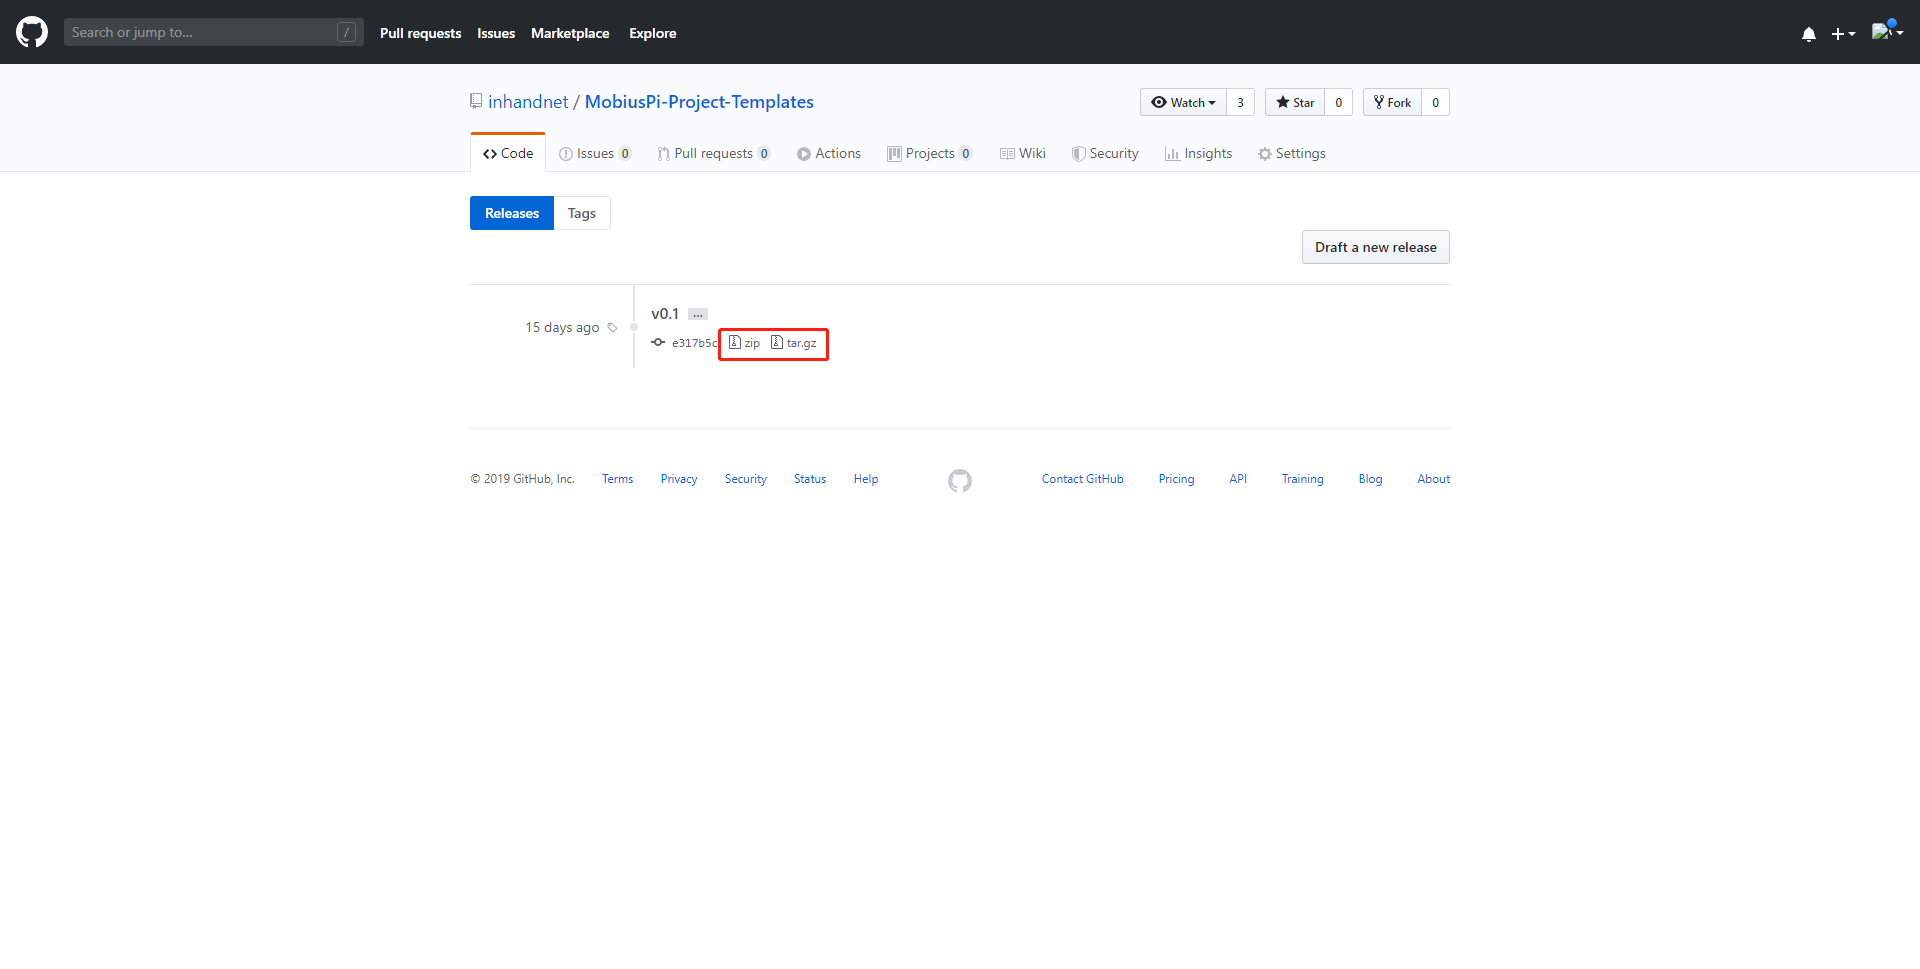 Search or jump to... /
Pull requests Issues Marketplace Explore
inhandnet / MobiusPi-Project-Templates
Watch 3 Star 0 Fork 0
Code Issues 0 Pull requests 0 Actions Projects 0 Wiki Security Insights Settings
Releases Tags
Draft a new release
v0.1 ...
15 days ago
e317b5c zip tar.gz
© 2019 GitHub, Inc. Terms Privacy Security Status Help Contact GitHub Pricing API Training Blog About